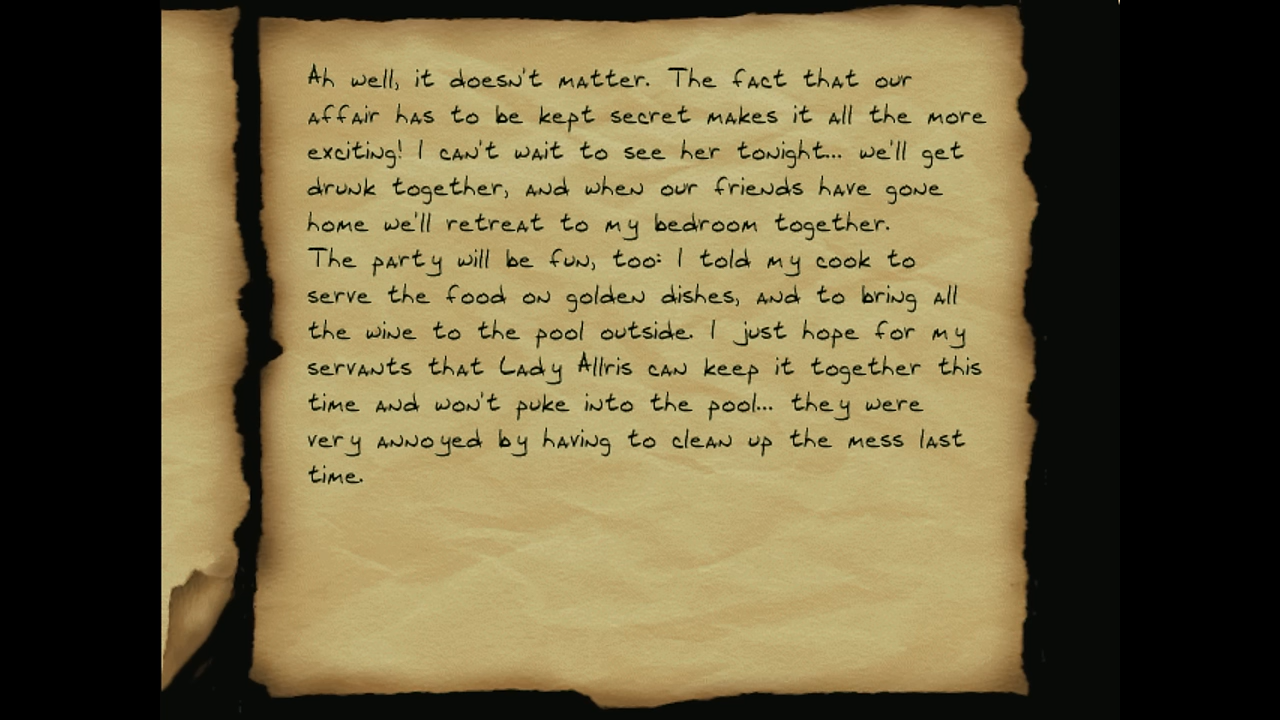 Ah well, it doesn't matter. The fact that our
affair has to be kept secret makes it all the more
exciting! I can't wait to see her tonight... we'll get
drunk together, and when our friends have gone
home we'll retreat to my bedroom together.
The party will be fun, too: I told my cook to
serve the food on golden dishes, and to bring all
the wine to the pool outside. I just hope for my
servants that Lady Allris can keep it together this
time and won't puke into the pool... they were
very annoyed by having to clean up the mess last
time.